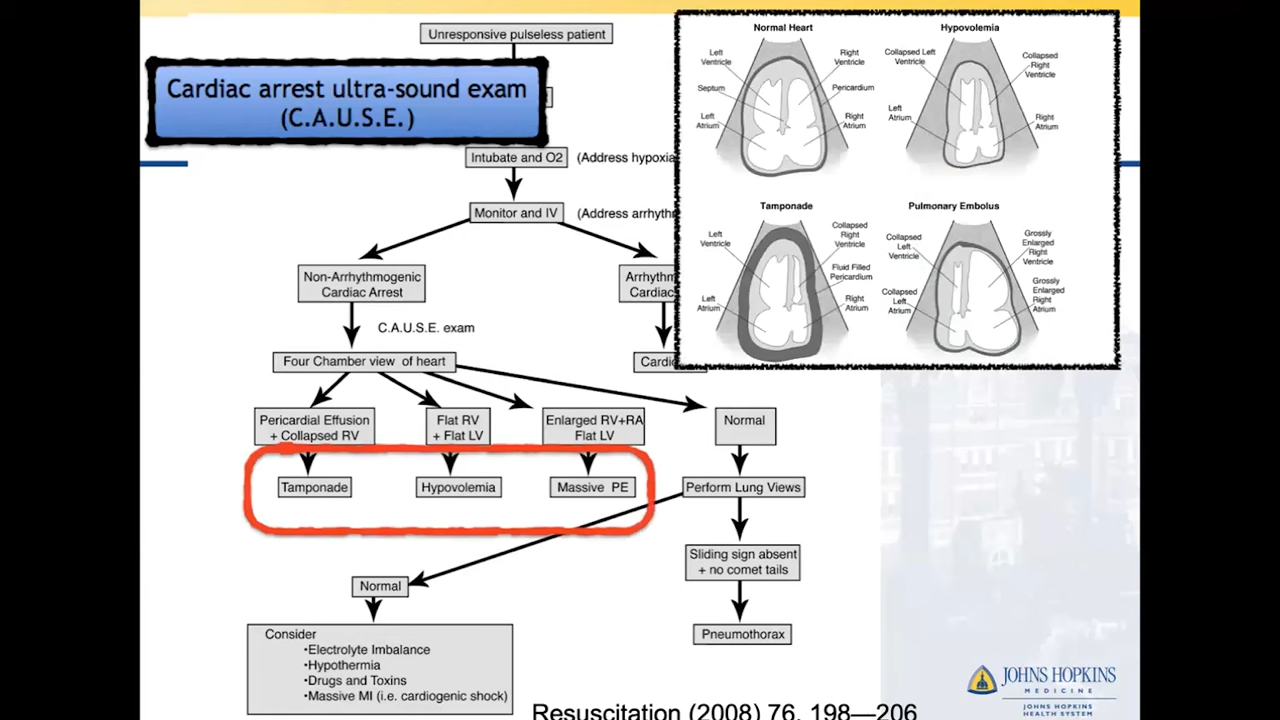 Unresponsive pulseless patient
Cardiac arrest ultra-sound exam
(C.A.U.S.E.)
Intubate and O2
(Address hypoxia
Monitor and IV
(Address arrhyth
Non-Arrhythmogenic
Cardiac Arrest
Arrhythm
Cardiac
C.A.U.S.E. exam
Four Chamber view of heart
Cardio
Pericardial Effusion
+ Collapsed RV
Flat RV
+ Flat LV
Enlarged RV+RA
Flat LV
Normal
Tamponade
Hypovolemia
Massive PE
Perform Lung Views
Sliding sign absent
+ no comet tails
Normal
Pneumothorax
Consider
•Electrolyte Imbalance
•Hypothermia
•Drugs and Toxins
•Massive MI (i.e. cardiogenic shock)
Normal Heart
Left
Ventricle
Septum
Left
Atrium
Right
Ventricle
Pericardium
Right
Atrium
Hypovolemia
Collapsed Left
Ventricle
Left
Atrium
Collapsed
Right
Ventricle
Right
Atrium
Tamponade
Left
Ventricle
Left
Atrium
Collapsed
Right
Ventricle
Fluid Filled
Pericardium
Right
Atrium
Pulmonary Embolus
Collapsed
Left
Ventricle
Collapsed
Left
Atrium
Grossly
Enlarged
Right
Ventricle
Grossly
Enlarged
Right
Atrium
Resuscitation (2008) 76, 198—206
JOHNS HOPKINS
MEDICINE
JOHNS HOPKINS
HEALTH SYSTEM